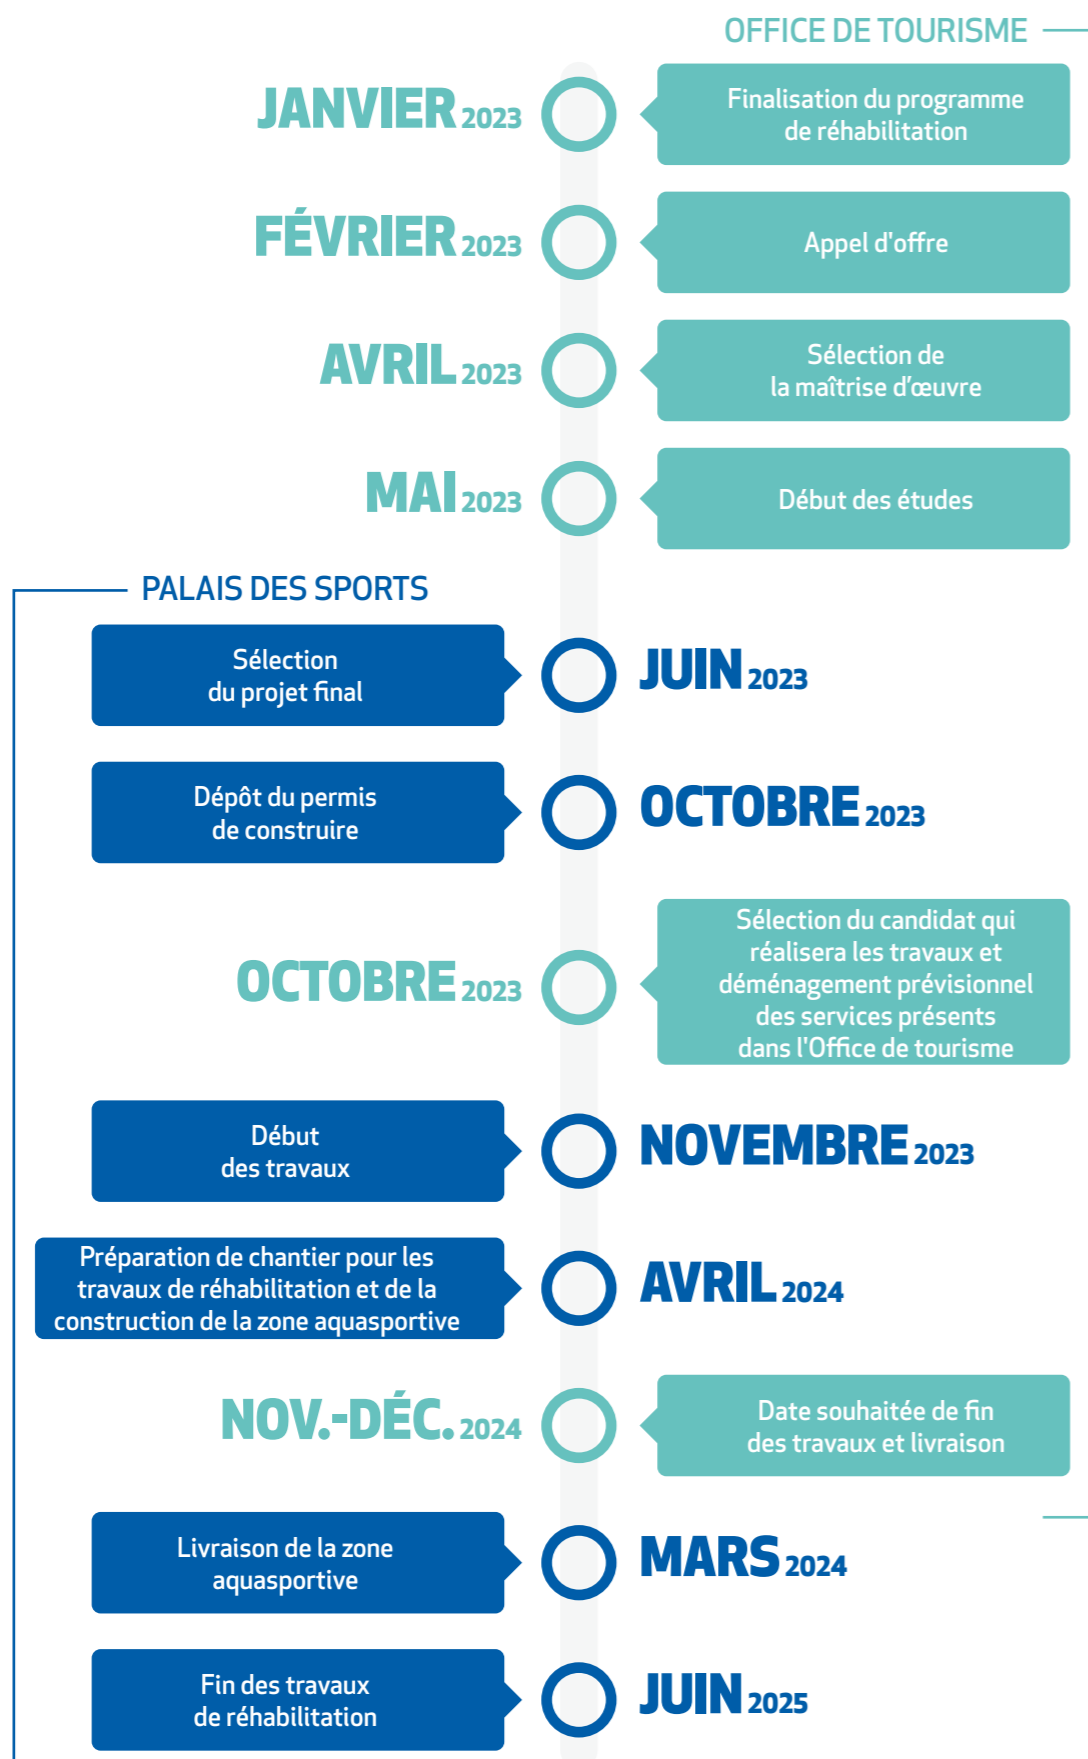 OFFICE DE TOURISME
JANVIER 2023
Finalisation du programme
de réhabilitation
FÉVRIER 2023
Appel d'offre
AVRIL 2023
Sélection de
la maîtrise d’œuvre
MAI 2023
Début des études
PALAIS DES SPORTS
Sélection
du projet final
JUIN 2023
Dépôt du permis
de construire
OCTOBRE 2023
OCTOBRE 2023
Sélection du candidat qui
réalisera les travaux et
déménagement prévisionnel
des services présents
dans l'Office de tourisme
Début
des travaux
NOVEMBRE 2023
Préparation de chantier pour les
travaux de réhabilitation et de la
construction de la zone aquasportive
AVRIL 2024
NOV.-DÉC. 2024
Date souhaitée de fin
des travaux et livraison
Livraison de la zone
aquasportive
MARS 2024
Fin des travaux
de réhabilitation
JUIN 2025